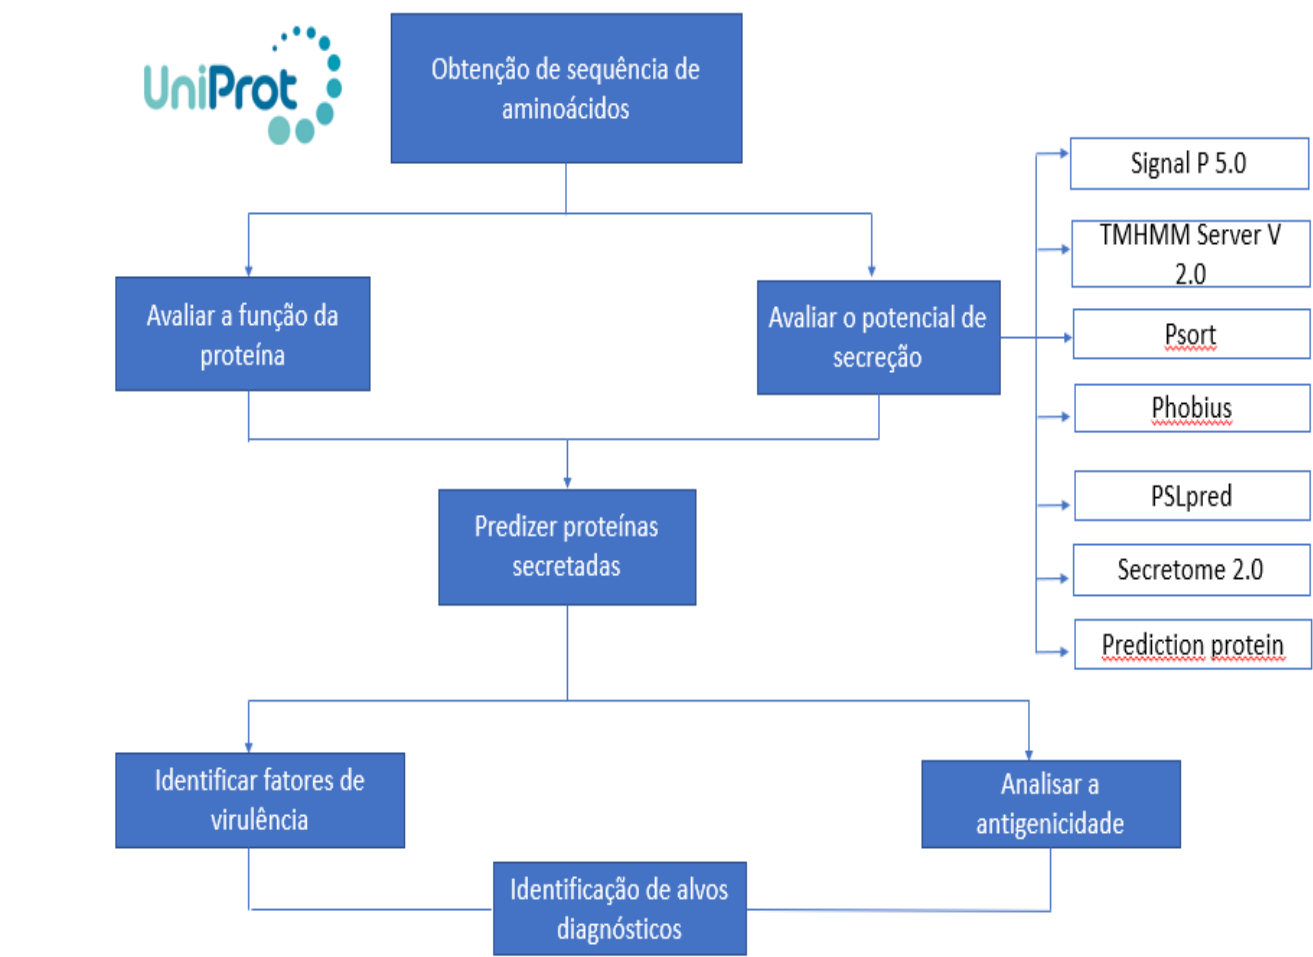 UniProt
Obtenção de sequência de
aminoácidos
Signal P 5.0
TMHMM Server V
2.0
Avaliar a função da
proteína
Avaliar o potencial de
secreção
Psort
Phobius
PSLpred
Predizer proteínas
secretadas
Secretome 2.0
Prediction protein
Identificar fatores de
virulência
Analisar a
antigenicidade
Identificação de alvos
diagnósticos